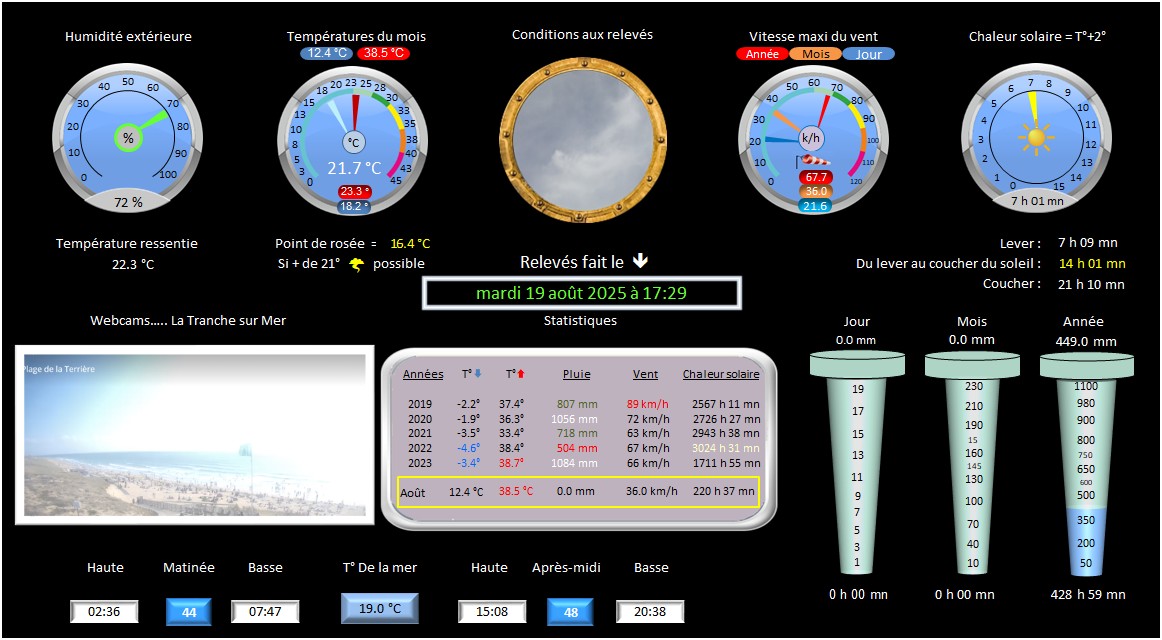 Humidité extérieure
Températures du mois
12.4 °C 38.5 °C
Conditions aux relevés
Vitesse maxi du vent
Année Mois Jour
Chaleur solaire = T°+2°
0 10 20 30 40 50 60 70 80 90 100
%
72 %
0 3 5 8 10 13 15 18 20 23 25 28 30 33 35 38 40 43 45
°C
21.7 °C
23.3 °
18.2 °
0 10 20 30 40 50 60 70 80 90 100 110 120
k/h
67.7
36.0
21.6
0 1 2 3 4 5 6 7 8 9 10 11 12 13 14 15
7 h 01 mn
Température ressentie
22.3 °C
Point de rosée = 16.4 °C
Si + de 21° possible
Relevés fait le
mardi 19 août 2025 à 17:29
Lever : 7 h 09 mn
Du lever au coucher du soleil : 14 h 01 mn
Coucher : 21 h 10 mn
Webcams..... La Tranche sur Mer
Plage de la Terrière
Statistiques
Années T° T° Pluie Vent Chaleur solaire
2019 -2.2° 37.4° 807 mm 89 km/h 2567 h 11 mn
2020 -1.9° 36.3° 1056 mm 72 km/h 2726 h 27 mn
2021 -3.5° 33.4° 718 mm 63 km/h 2943 h 38 mn
2022 -4.6° 38.4° 504 mm 67 km/h 3024 h 31 mn
2023 -3.4° 38.7° 1084 mm 66 km/h 1711 h 55 mn
Août 12.4 °C 38.5 °C 0.0 mm 36.0 km/h 220 h 37 mn
Jour
0.0 mm
19
17
15
13
11
9
7
5
3
1
0 h 00 mn
Mois
0.0 mm
230
210
190
15
160
145
130
100
70
40
10
0 h 00 mn
Année
449.0 mm
1100
980
900
800
750
650
600
500
350
200
50
428 h 59 mn
Haute Matinée Basse
02:36 44 07:47
T° De la mer
19.0 °C
Haute Après-midi Basse
15:08 48 20:38